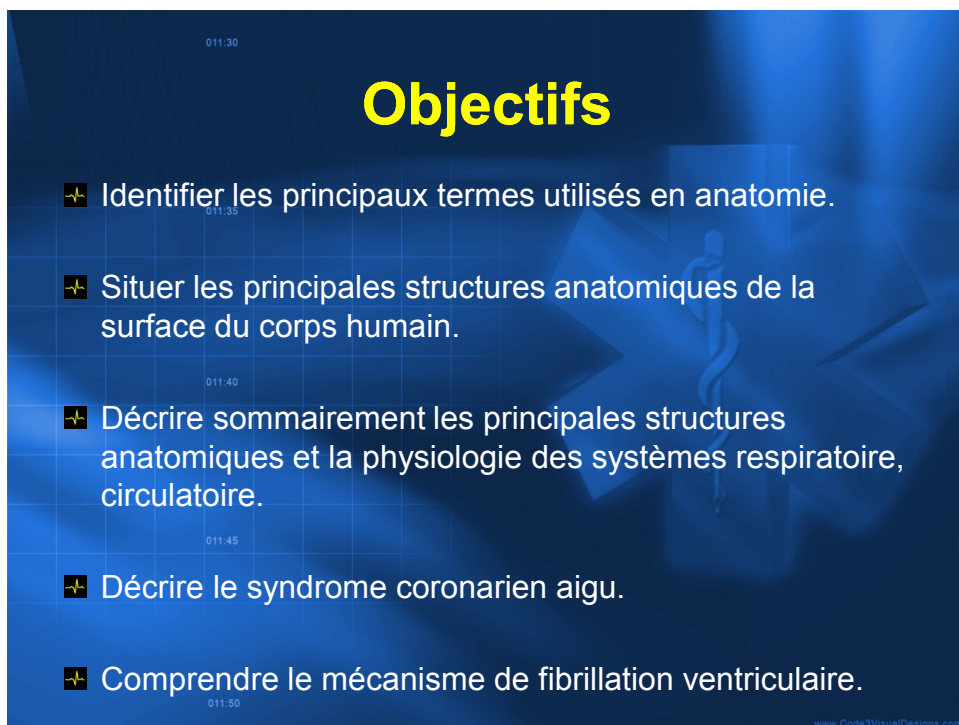 011:30
Objectifs
Identifier les principaux termes utilisés en anatomie.
011:35
Situer les principales structures anatomiques de la
surface du corps humain.
011:40
Décrire sommairement les principales structures
anatomiques et la physiologie des systèmes respiratoire,
circulatoire.
011:45
Décrire le syndrome coronarien aigu.
Comprendre le mécanisme de fibrillation ventriculaire.
011:50
www.Code3VisualDesigns.com